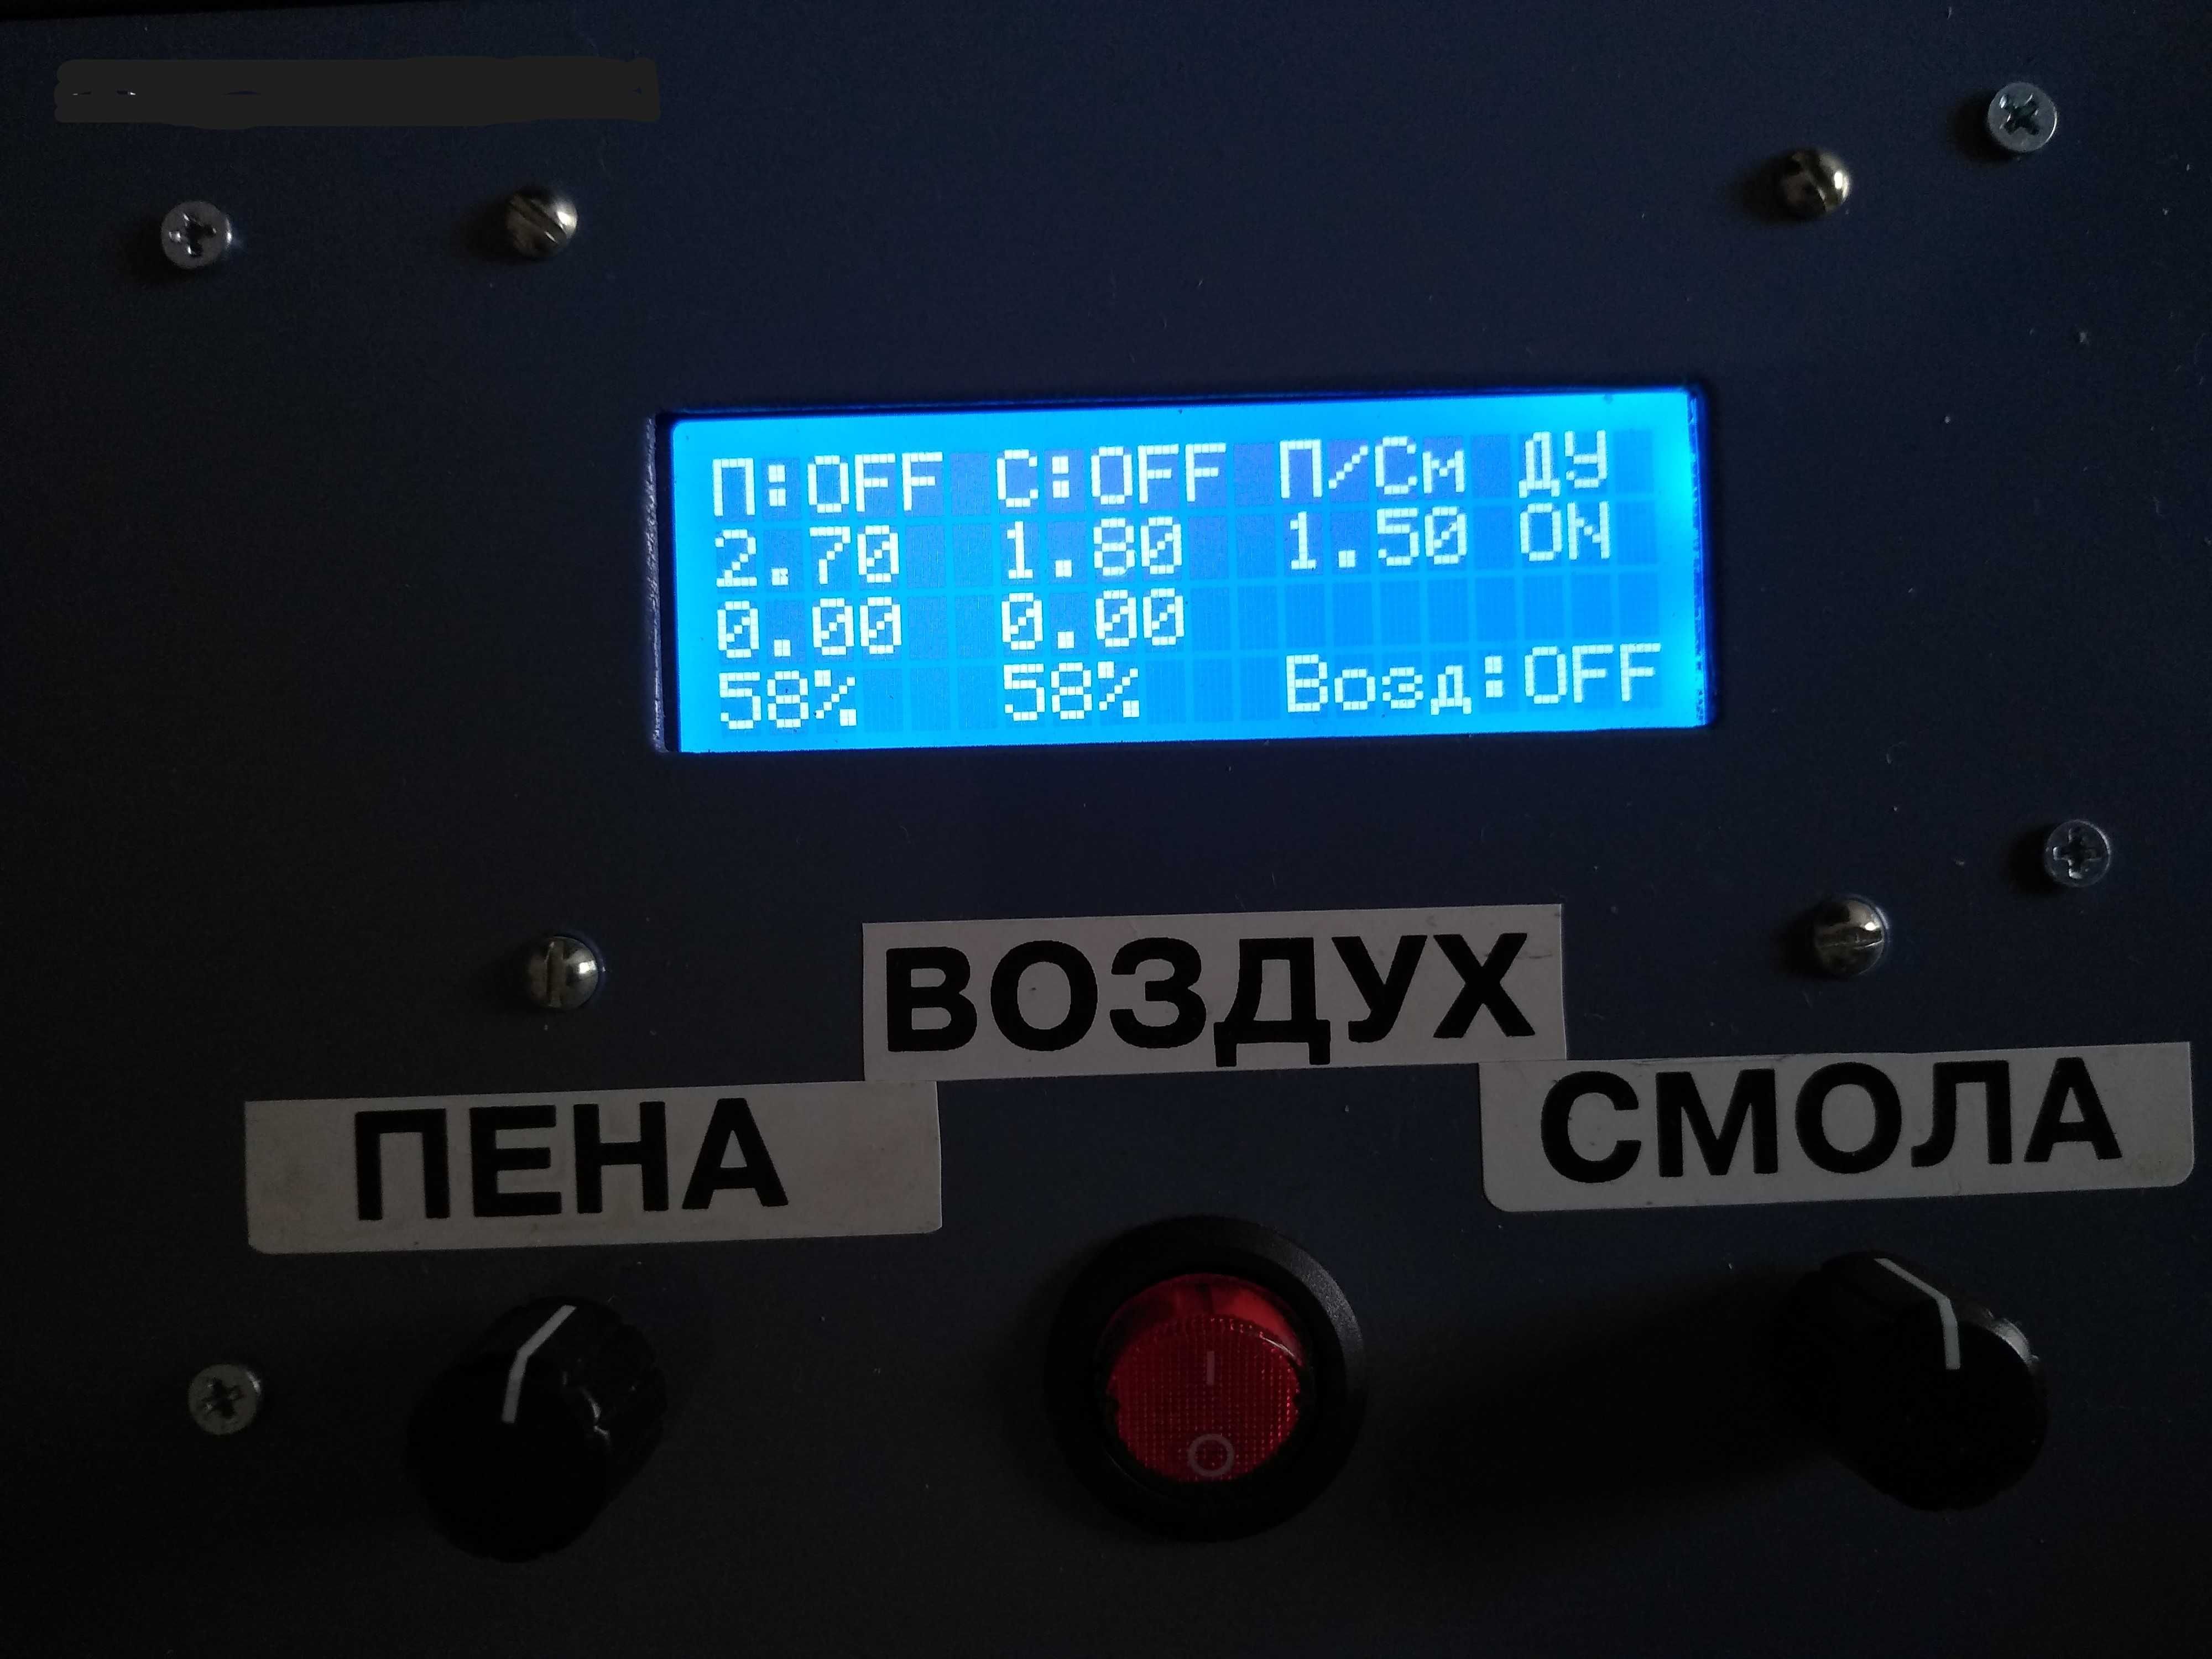 П:OFF С:OFF П/См ДУ
2.70 1.80 1.50 ON
0.00 0.00
58% 58% Возд:OFF
ВОЗДУХ
ПЕНА
СМОЛА
I
O